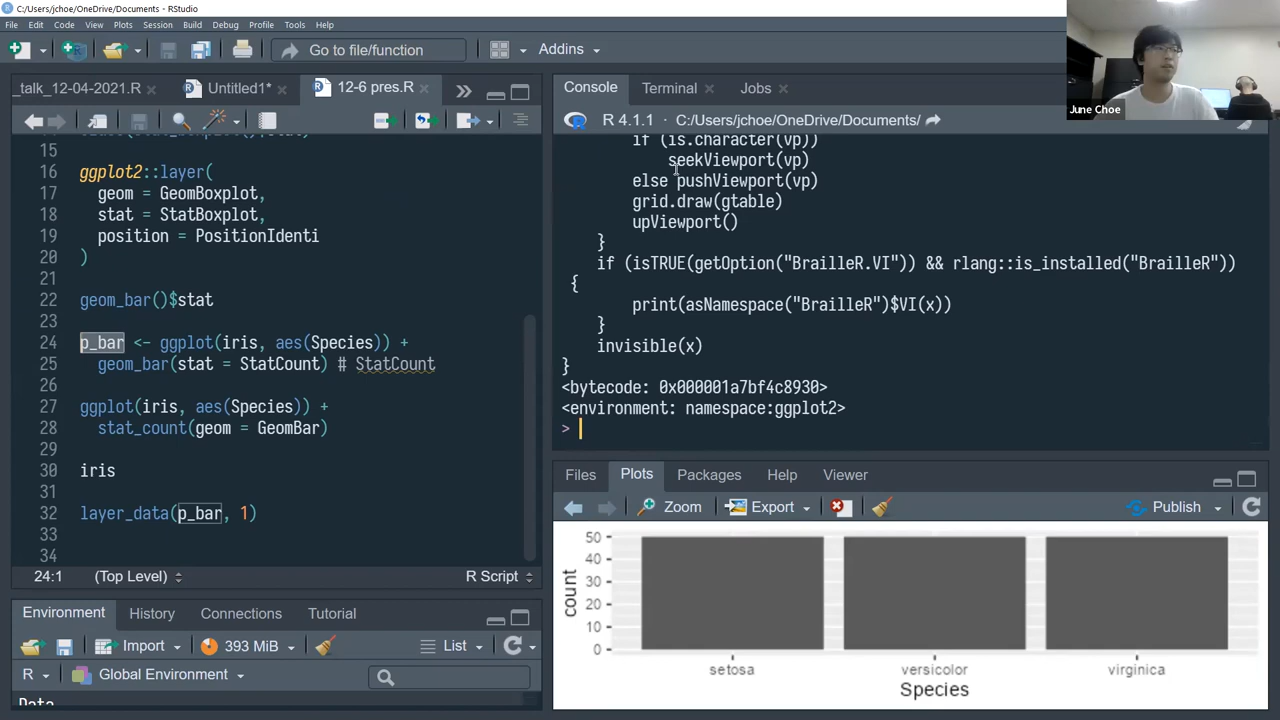 C:/Users/jchoe/OneDrive/Documents - RStudio
File Edit Code View Plots Session Build Debug Profile Tools Help
Go to file/function
Addins
_talk_12-04-2021.R
Untitled1*
12-6 pres.R
15
16 ggplot2::layer(
17 geom = GeomBoxplot,
18 stat = StatBoxplot,
19 position = PositionIdenti
20 )
21
22 geom_bar()$stat
23
24 p_bar <- ggplot(iris, aes(Species)) +
25 geom_bar(stat = StatCount) # StatCount
26
27 ggplot(iris, aes(Species)) +
28 stat_count(geom = GeomBar)
29
30 iris
31
32 layer_data(p_bar, 1)
33
34
24:1 (Top Level) R Script
Environment History Connections Tutorial
Import 393 MiB List
R Global Environment
Data
Console Terminal Jobs
R 4.1.1 · C:/Users/jchoe/OneDrive/Documents/
if (is.character(vp))
seekViewport(vp)
else pushViewport(vp)
grid.draw(gtable)
upViewport()
}
if (isTRUE(getOption("BrailleR.VI")) && rlang::is_installed("BrailleR"))
{
print(asNamespace("BrailleR")$VI(x))
}
invisible(x)
}
<bytecode: 0x000001a7bf4c8930>
<environment: namespace:ggplot2>
>
Files Plots Packages Help Viewer
Zoom Export Publish
50
40
30
20
10
0
count
setosa versicolor virginica
Species
June Choe